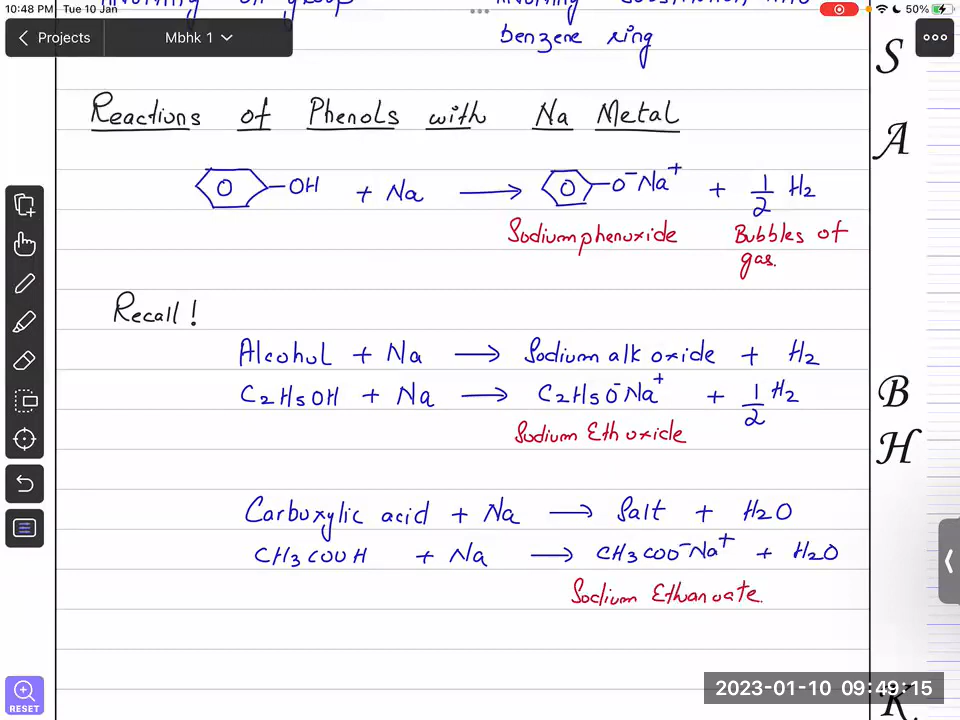 10:48 PM Tue 10 Jan
50%
Projects
Mbhk 1
benzene ring
S
A
Reactions of Phenols with Na Metal
OH + Na → O⁻Na⁺ + 1/2 H2
Sodium phenoxide
Bubbles of
gas.
Recall!
Alcohol + Na → Sodium alkoxide + H2
C2H5OH + Na → C2H5O⁻Na⁺ + 1/2 H2
Sodium Ethoxide
B
H
Carboxylic acid + Na → Salt + H2O
CH3COOH + Na → CH3COO⁻Na⁺ + H2O
Sodium Ethanoate.
RESET
2023-01-10 09:49:15
K